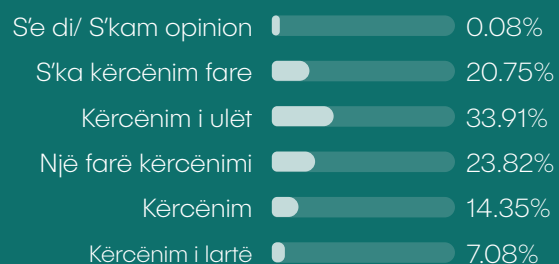 S'e di/ S'kam opinion 0.08%
S'ka kërcënim fare 20.75%
Kërcënim i ulët 33.91%
Një farë kërcënimi 23.82%
Kërcënim 14.35%
Kërcënim i lartë 7.08%